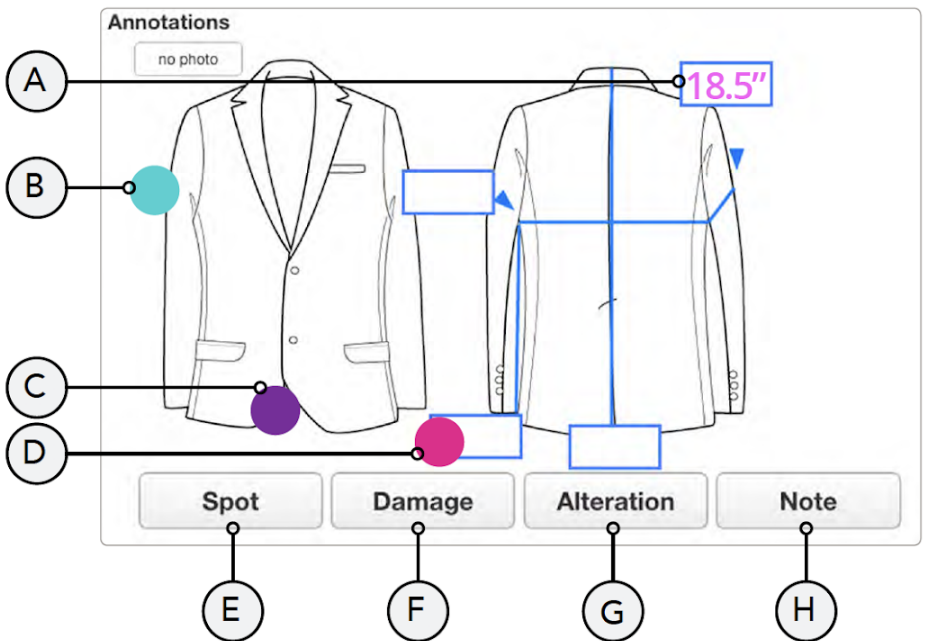 Annotations
no photo
A
18.5”
B
C
D
Spot
Damage
Alteration
Note
E
F
G
H